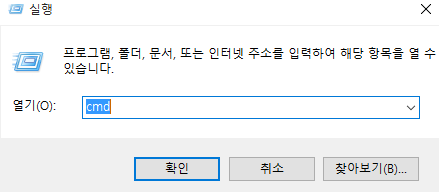 실행
프로그램, 폴더, 문서, 또는 인터넷 주소를 입력하여 해당 항목을 열 수
있습니다.
열기(O): cmd
확인 취소 찾아보기(B)...